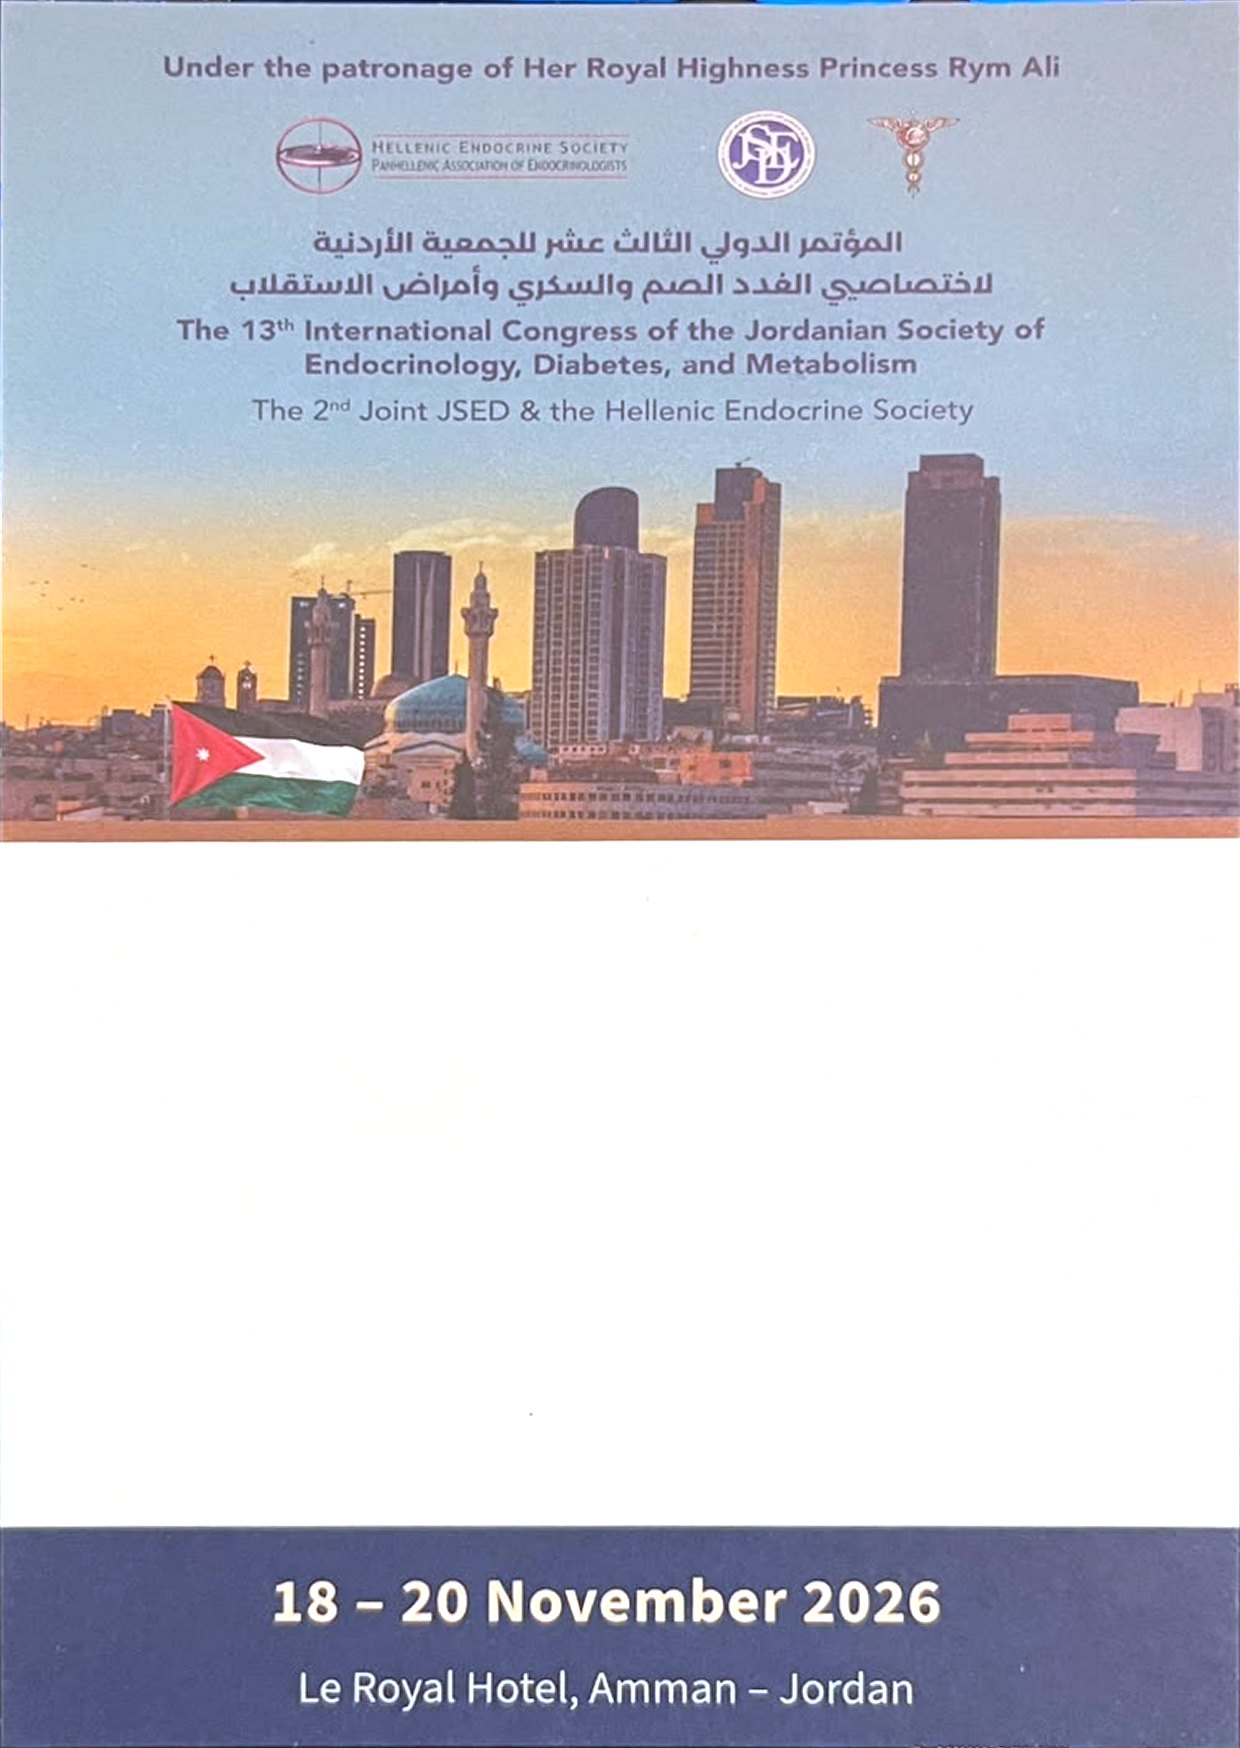 Under the patronage of Her Royal Highness Princess Rym Ali
HELLENIC ENDOCRINE SOCIETY
PANHELLENIC ASSOCIATION OF ENDOCRINOLOGISTS
JSED
المؤتمر الدولي الثالث عشر للجمعية الأردنية
لاختصاصيي الغدد الصم والسكري وأمراض الاستقلاب
The 13th International Congress of the Jordanian Society of
Endocrinology, Diabetes, and Metabolism
The 2nd Joint JSED & the Hellenic Endocrine Society
18 – 20 November 2026
Le Royal Hotel, Amman – Jordan